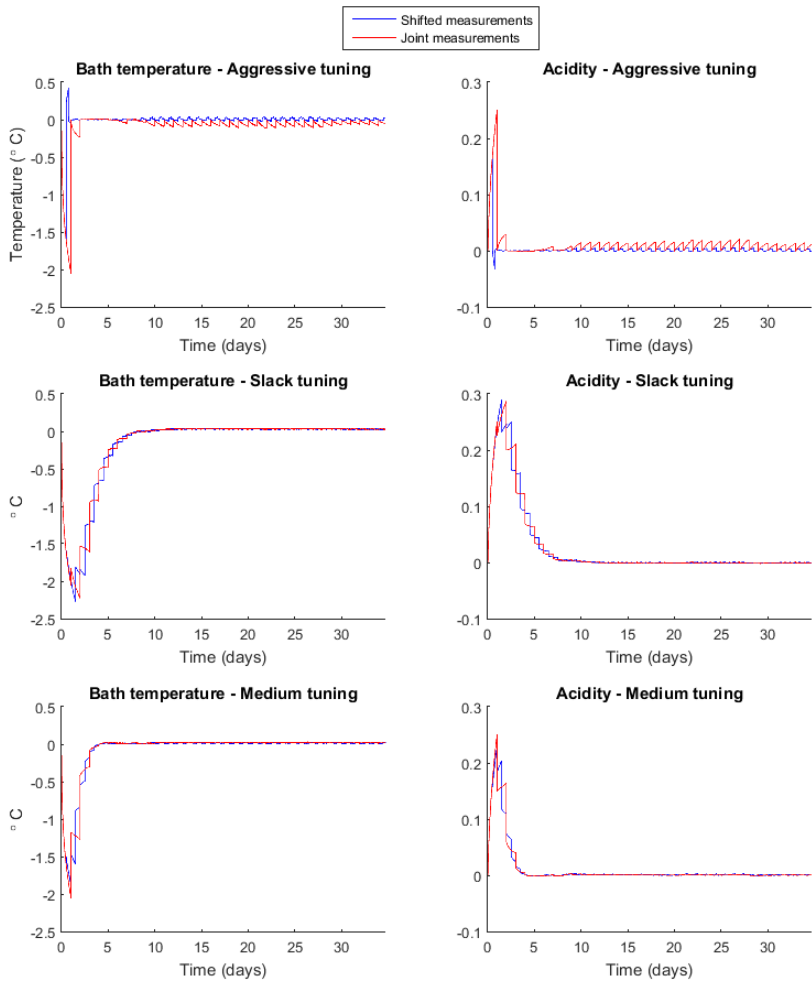 Shifted measurements
Joint measurements
Bath temperature - Aggressive tuning
0.5
0
-0.5
-1
-1.5
-2
-2.5
Temperature (° C)
0 5 10 15 20 25 30
Time (days)
Acidity - Aggressive tuning
0.3
0.2
0.1
0
-0.1
0 5 10 15 20 25 30
Time (days)
Bath temperature - Slack tuning
0.5
0
-0.5
-1
-1.5
-2
-2.5
° C
0 5 10 15 20 25 30
Time (days)
Acidity - Slack tuning
0.3
0.2
0.1
0
-0.1
0 5 10 15 20 25 30
Time (days)
Bath temperature - Medium tuning
0.5
0
-0.5
-1
-1.5
-2
-2.5
° C
0 5 10 15 20 25 30
Time (days)
Acidity - Medium tuning
0.3
0.2
0.1
0
-0.1
0 5 10 15 20 25 30
Time (days)